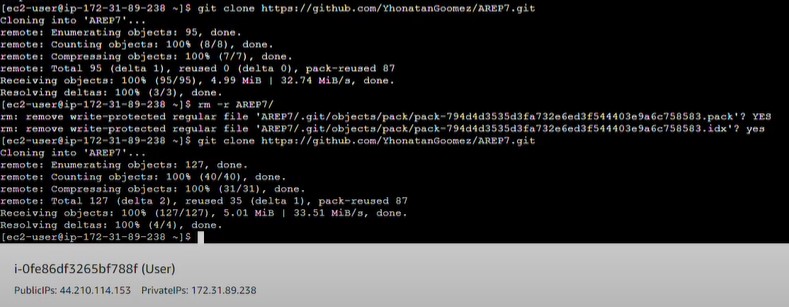 [ec2-user@ip-172-31-89-238 ~]$ git clone https://github.com/YhonatanGoomez/AREP7.git
Cloning into 'AREP7'...
remote: Enumerating objects: 95, done.
remote: Counting objects: 100% (8/8), done.
remote: Compressing objects: 100% (7/7), done.
remote: Total 95 (delta 1), reused 0 (delta 0), pack-reused 87
Receiving objects: 100% (95/95), 4.99 MiB | 32.74 MiB/s, done.
Resolving deltas: 100% (3/3), done.
[ec2-user@ip-172-31-89-238 ~]$ rm -r AREP7/
rm: remove write-protected regular file 'AREP7/.git/objects/pack/pack-794d4d3535d3fa732e6ed3f544403e9a6c758583.pack'? YES
rm: remove write-protected regular file 'AREP7/.git/objects/pack/pack-794d4d3535d3fa732e6ed3f544403e9a6c758583.idx'? yes
[ec2-user@ip-172-31-89-238 ~]$ git clone https://github.com/YhonatanGoomez/AREP7.git
Cloning into 'AREP7'...
remote: Enumerating objects: 127, done.
remote: Counting objects: 100% (40/40), done.
remote: Compressing objects: 100% (31/31), done.
remote: Total 127 (delta 2), reused 35 (delta 1), pack-reused 87
Receiving objects: 100% (127/127), 5.01 MiB | 33.51 MiB/s, done.
Resolving deltas: 100% (4/4), done.
[ec2-user@ip-172-31-89-238 ~]$
i-0fe86df3265bf788f (User)
PublicIPs: 44.210.114.153 PrivateIPs: 172.31.89.238